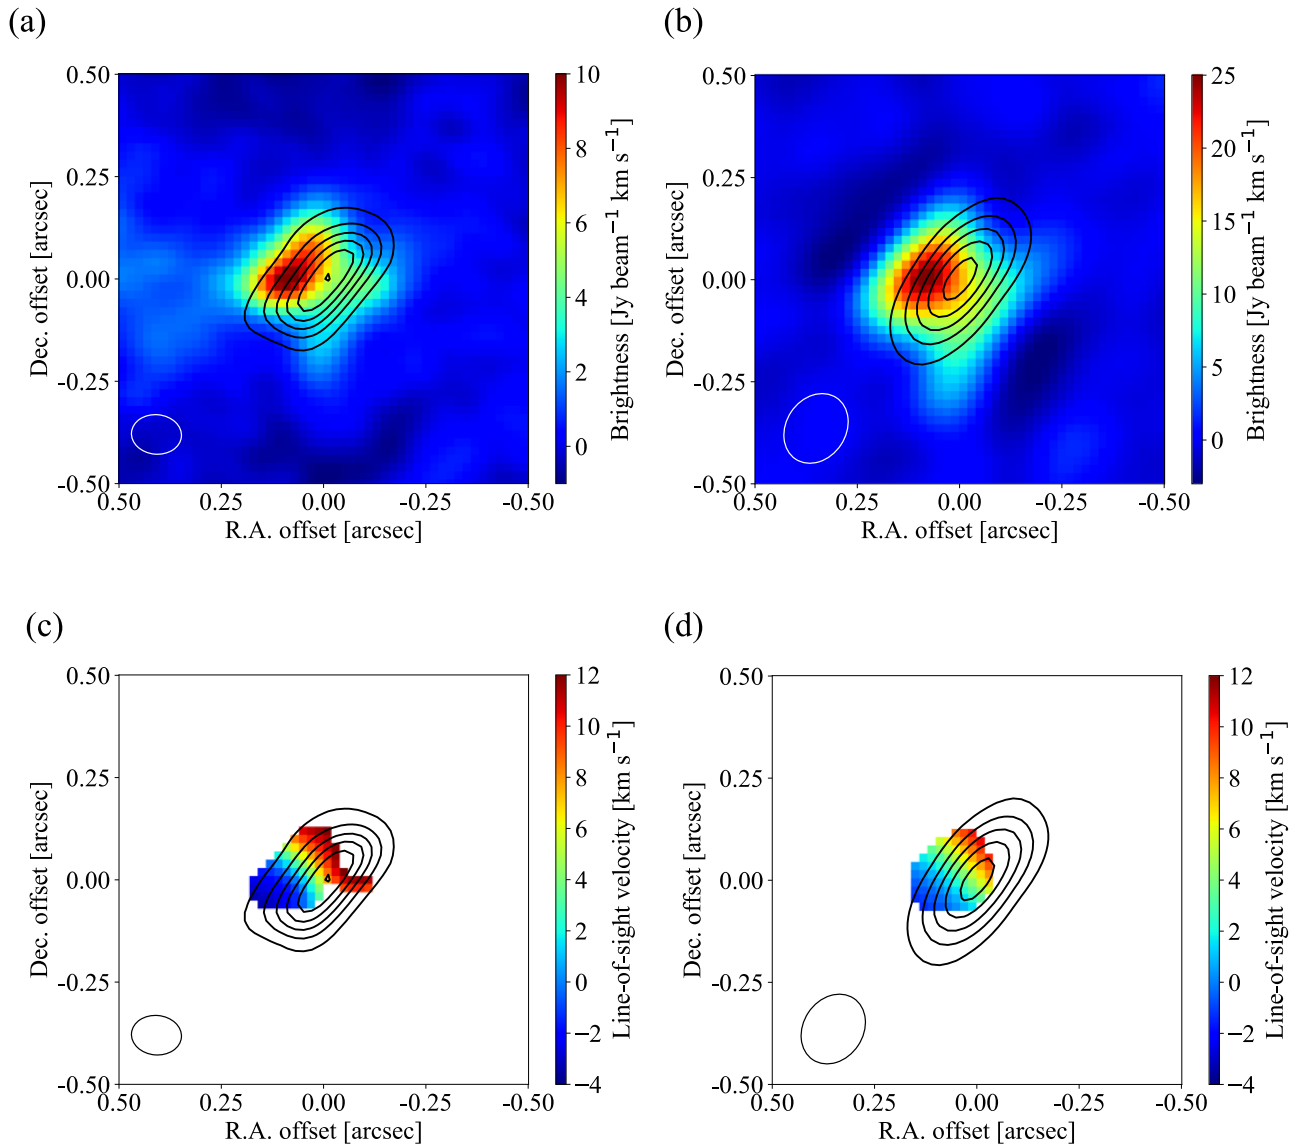 (a)
0.50
0.25
0.00
-0.25
-0.50
Dec. offset [arcsec]
0.50 0.25 0.00 -0.25 -0.50
R.A. offset [arcsec]
10
8
6
4
2
0
Brightness [Jy beam⁻¹ km s⁻¹]
(b)
0.50
0.25
0.00
-0.25
-0.50
Dec. offset [arcsec]
0.50 0.25 0.00 -0.25 -0.50
R.A. offset [arcsec]
25
20
15
10
5
0
Brightness [Jy beam⁻¹ km s⁻¹]
(c)
0.50
0.25
0.00
-0.25
-0.50
Dec. offset [arcsec]
0.50 0.25 0.00 -0.25 -0.50
R.A. offset [arcsec]
12
10
8
6
4
2
0
−2
−4
Line-of-sight velocity [km s⁻¹]
(d)
0.50
0.25
0.00
-0.25
-0.50
Dec. offset [arcsec]
0.50 0.25 0.00 -0.25 -0.50
R.A. offset [arcsec]
12
10
8
6
4
2
0
−2
−4
Line-of-sight velocity [km s⁻¹]